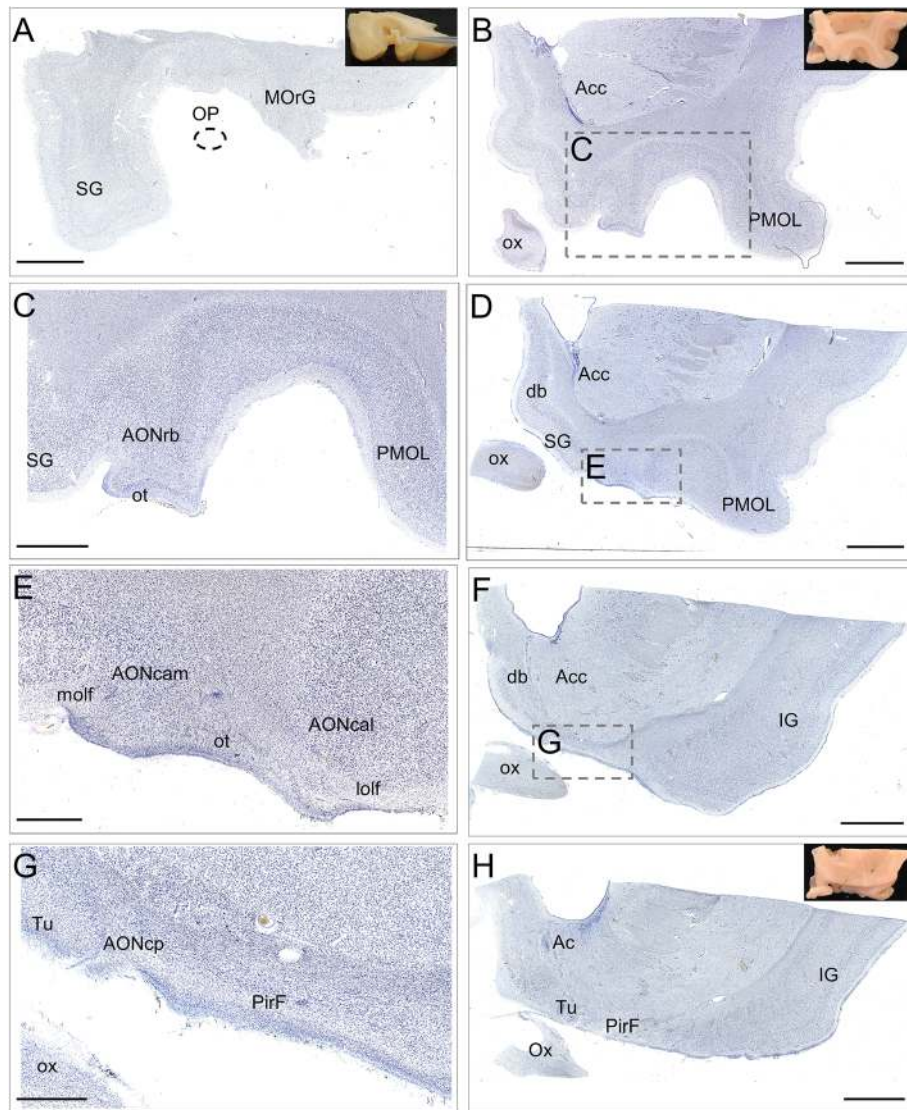 A
OP
MOrG
SG
B
Acc
C
PMOL
ox
C
AONrb
SG
PMOL
ot
D
Acc
db
SG
ox
E
PMOL
E
AONcam
molf
AONcal
ot
lolf
F
db
Acc
IG
G
ox
G
Tu
AONcp
PirF
ox
H
Ac
IG
Tu
PirF
Ox